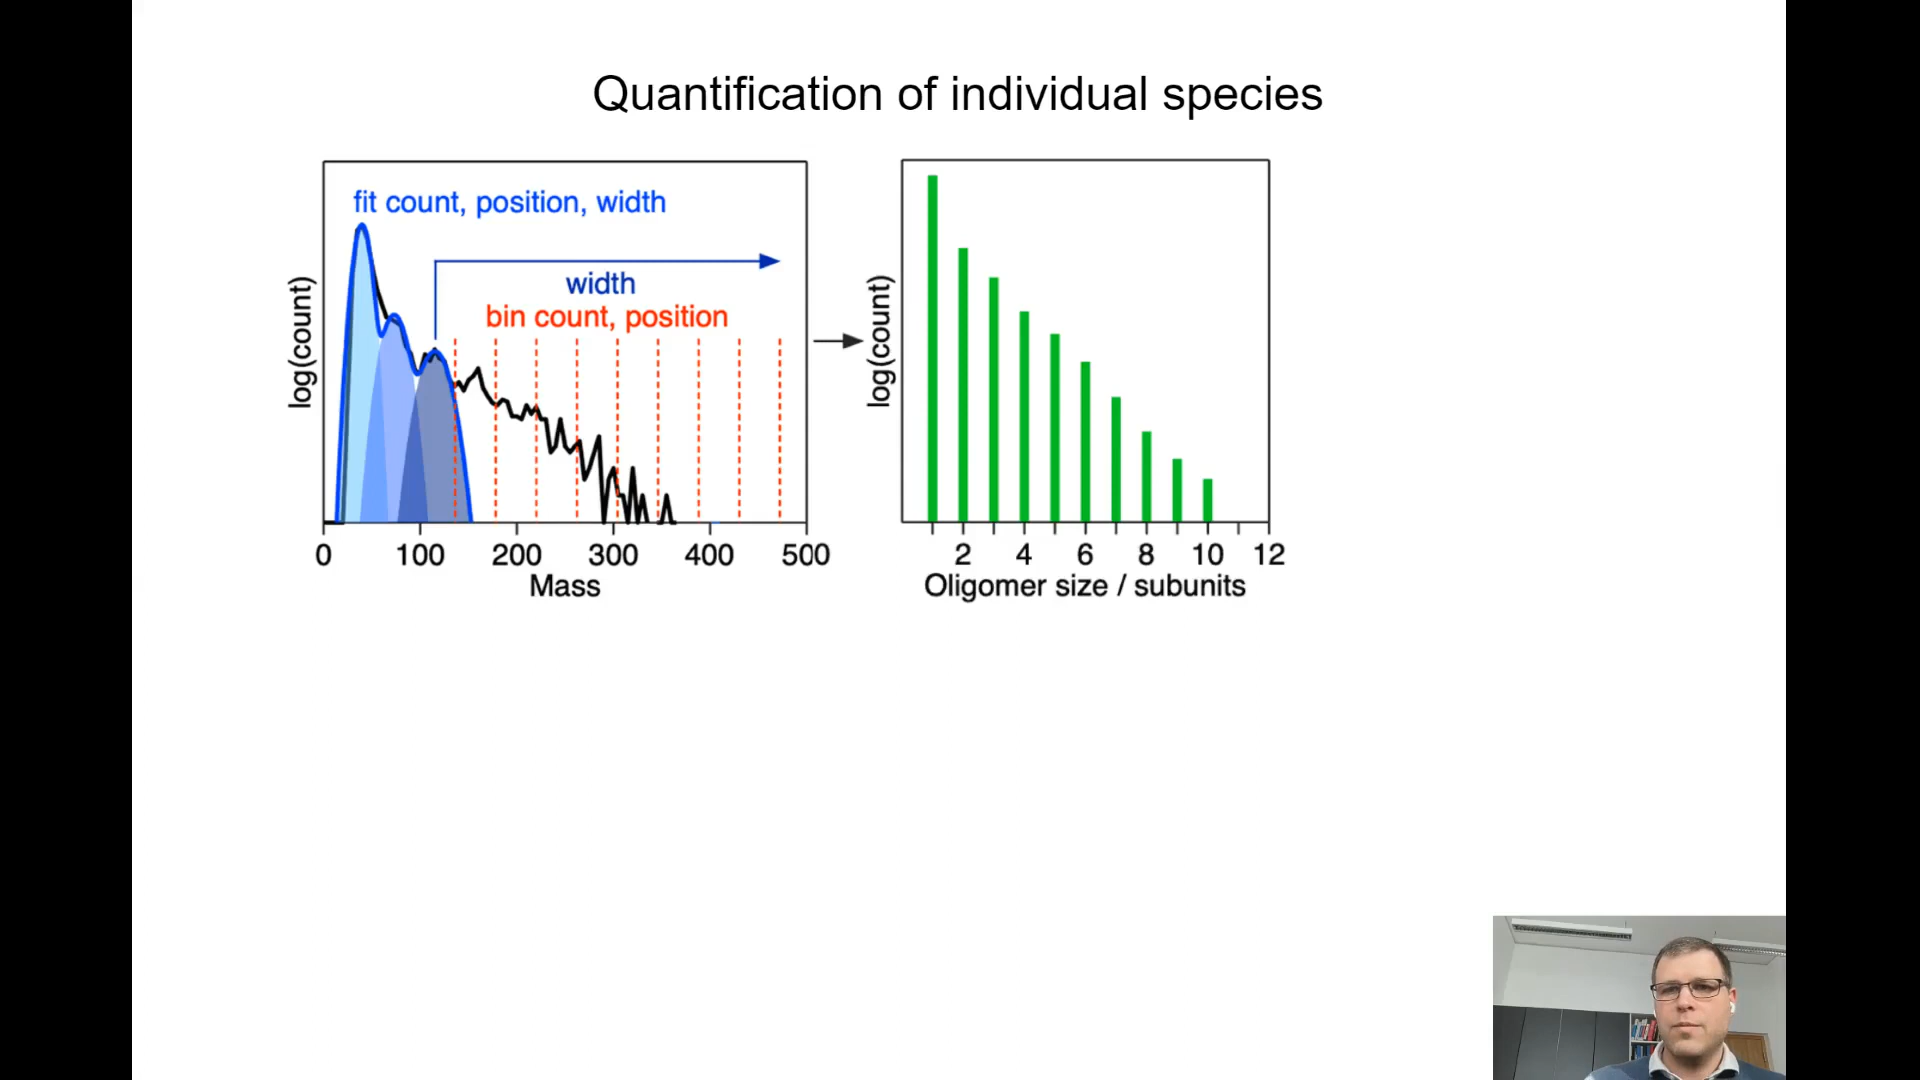 Quantification of individual species
fit count, position, width
width
bin count, position
log(count)
0 100 200 300 400 500
Mass
log(count)
2 4 6 8 10 12
Oligomer size / subunits